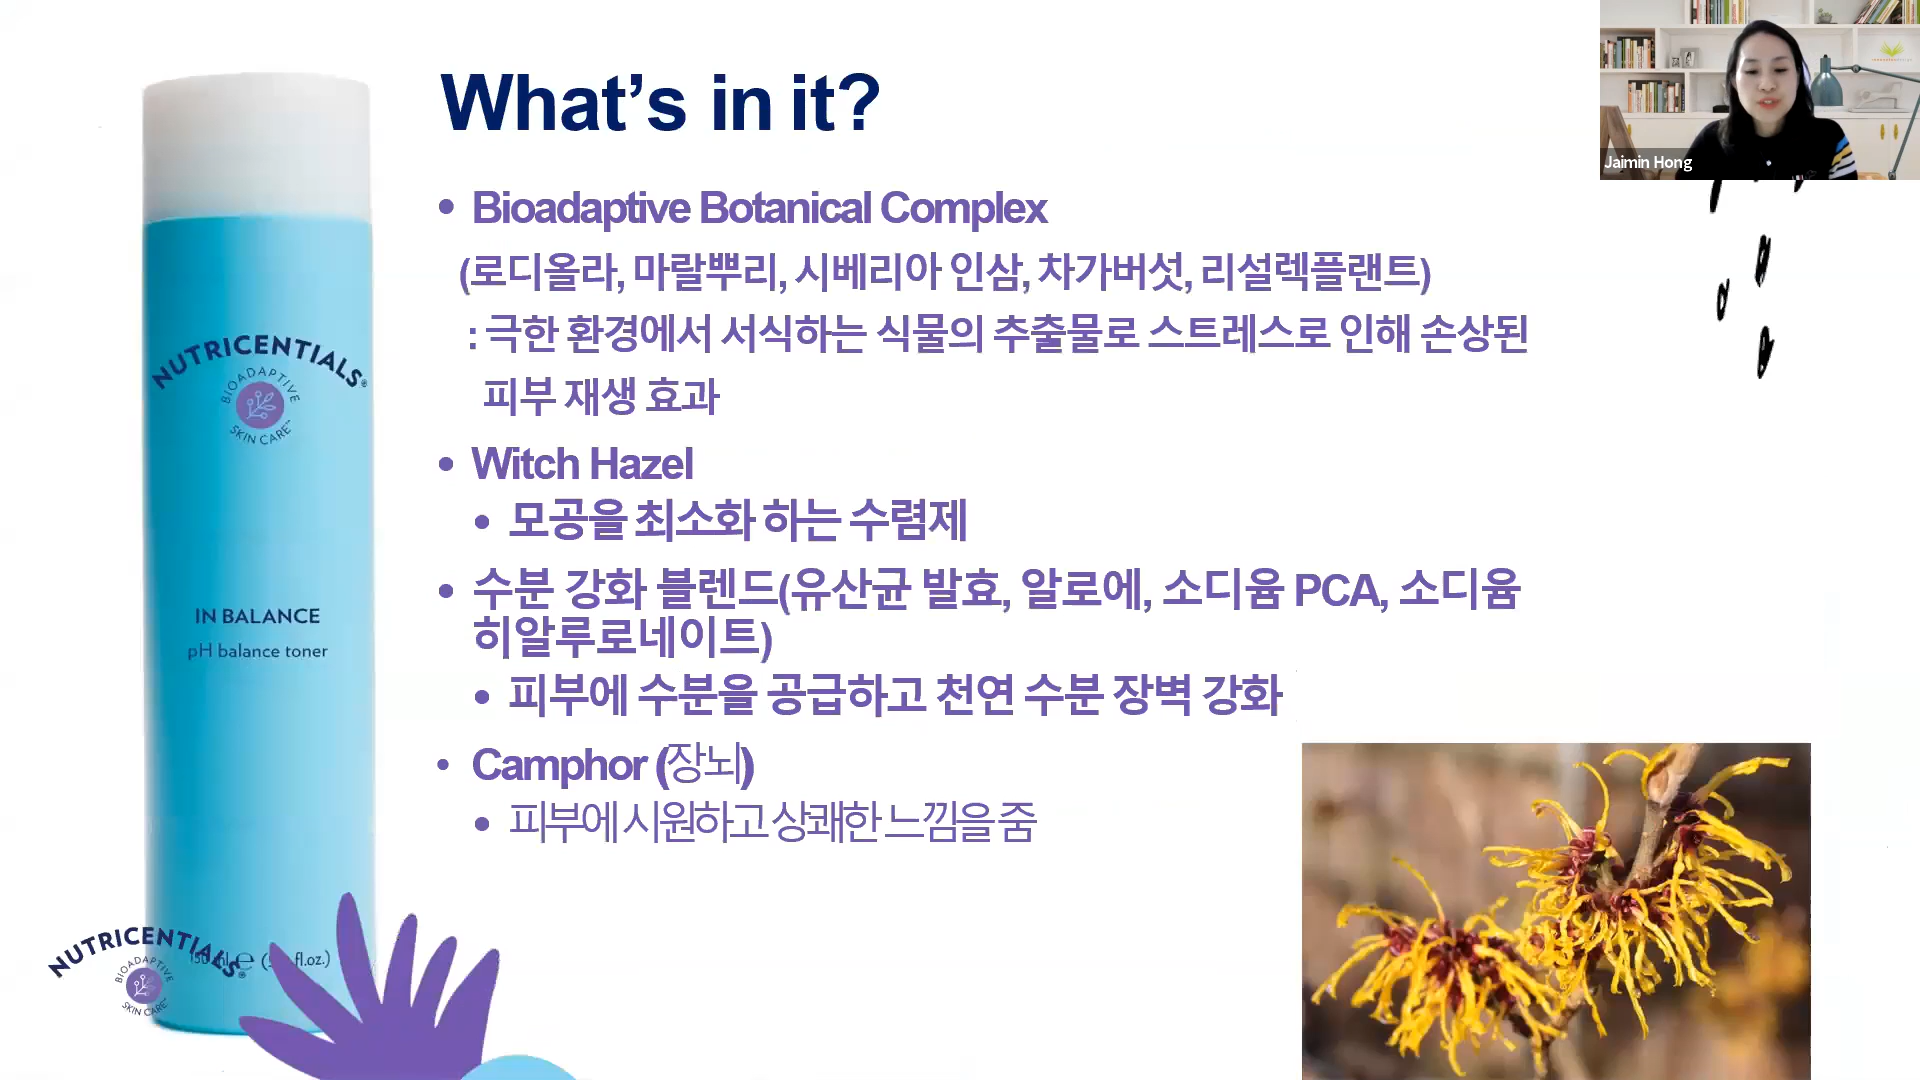 What's in it?
Jaimin Hong
• Bioadaptive Botanical Complex
(로디올라, 마랄뿌리, 시베리아 인삼, 차가버섯, 리설렉플랜트)
: 극한 환경에서 서식하는 식물의 추출물로 스트레스로 인해 손상된
피부 재생 효과
• Witch Hazel
• 모공을 최소화 하는 수렴제
• 수분 강화 블렌드(유산균 발효, 알로에, 소디움 PCA, 소디움
히알루로네이트)
• 피부에 수분을 공급하고 천연 수분 장벽 강화
• Camphor (장뇌)
• 피부에 시원하고 상쾌한 느낌을 줌
NUTRICENTIALS®
BIOADAPTIVE
SKIN CARE™
IN BALANCE
pH balance toner
fl.oz.)
NUTRICENTIALS®
BIOADAPTIVE
SKIN CARE™